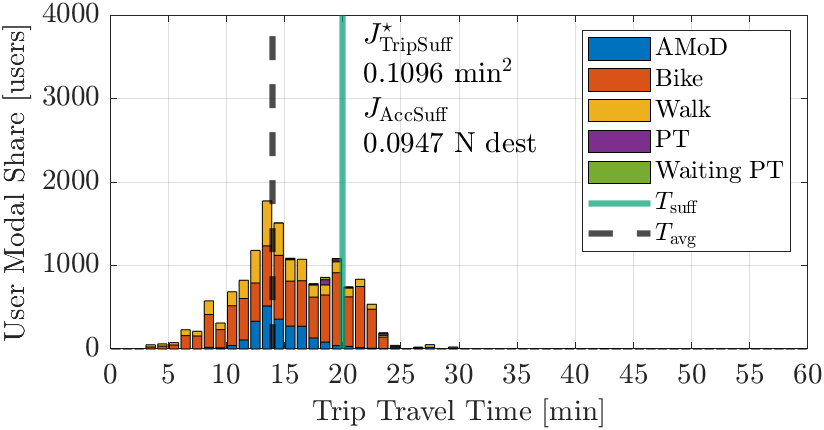 4000
3000
2000
1000
0
User Modal Share [users]
J⋆TripSuff
0.1096 min²
JAccSuff
0.0947 N dest
AMoD
Bike
Walk
PT
Waiting PT
Tsuff
Tavg
0 5 10 15 20 25 30 35 40 45 50 55 60
Trip Travel Time [min]